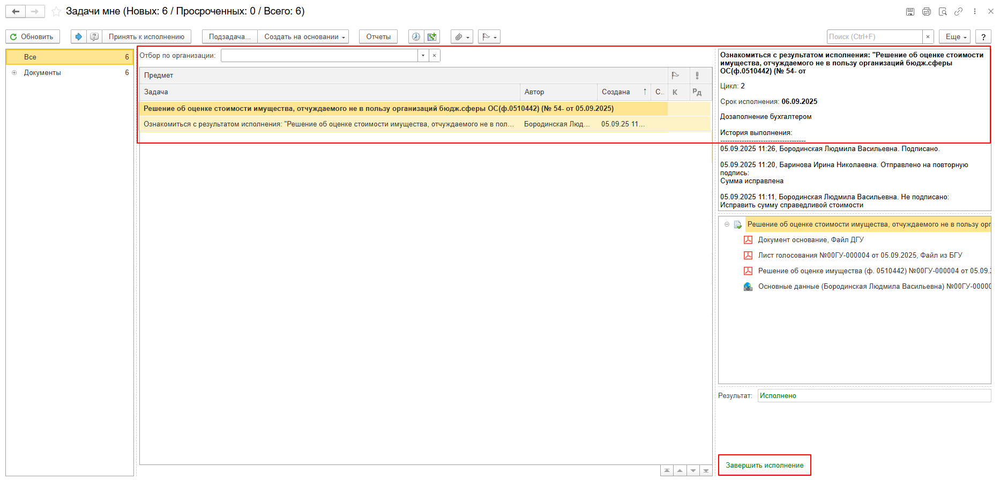 Задачи мне (Новых: 6 / Просроченных: 0 / Всего: 6)
Обновить
Принять к исполнению
Подзадача...
Создать на основании
Отчеты
Поиск (Ctrl+F)
×
Еще
?
Все 6
Документы 6
Отбор по организации:
Предмет
Задача Автор Создана ↑ С.. К Рд
Решение об оценке стоимости имущества, отчуждаемого не в пользу организаций бюдж.сферы ОС(ф.0510442) (№ 54- от 05.09.2025)
Ознакомиться с результатом исполнения: "Решение об оценке стоимости имущества, отчуждаемого не в пол... Бородинская Люд... 05.09.25 11...
Ознакомиться с результатом исполнения: "Решение об оценке стоимости
имущества, отчуждаемого не в пользу организаций бюдж.сферы
ОС(ф.0510442) (№ 54- от
Цикл: 2
Срок исполнения: 06.09.2025
Дозаполнение бухгалтером
История выполнения:
------------------------------------
05.09.2025 11:26, Бородинская Людмила Васильевна. Подписано.
05.09.2025 11:20, Баринова Ирина Николаевна. Отправлено на повторную
подпись:
Сумма исправлена
05.09.2025 11:11, Бородинская Людмила Васильевна. Не подписано:
Исправить сумму справедливой стоимости
Решение об оценке стоимости имущества, отчуждаемого не в пользу орг
Документ основание, Файл ДГУ
Лист голосования №00ГУ-000004 от 05.09.2025, Файл из БГУ
Решение об оценке имущества (ф. 0510442) №00ГУ-000004 от 05.09.2
Основные данные (Бородинская Людмила Васильевна) №00ГУ-00000
Результат: Исполнено
Завершить исполнение